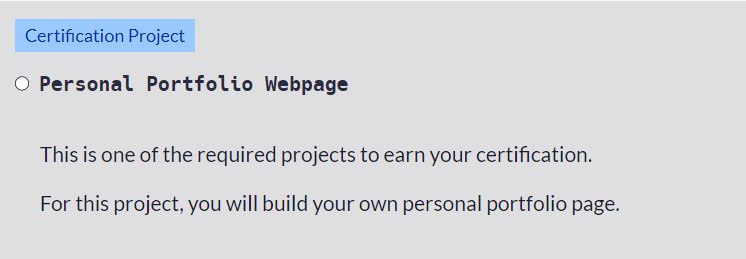 Certification Project
Personal Portfolio Webpage
This is one of the required projects to earn your certification.
For this project, you will build your own personal portfolio page.